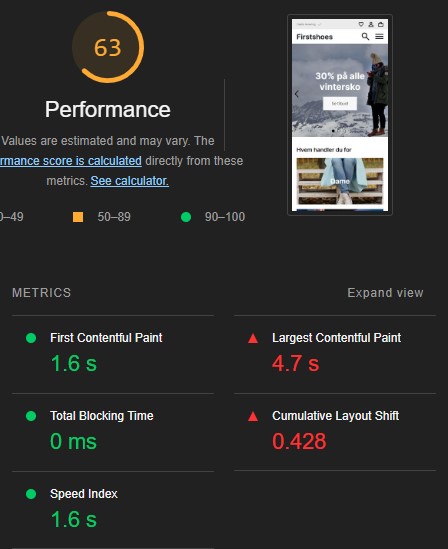 63
Performance
Values are estimated and may vary. The
rmance score is calculated directly from these
metrics. See calculator.
0–49
50–89
90–100
Firstshoes
30% på alle
vintersko
Hvem handler du for
Dame
METRICS
Expand view
First Contentful Paint
1.6 s
Largest Contentful Paint
4.7 s
Total Blocking Time
0 ms
Cumulative Layout Shift
0.428
Speed Index
1.6 s